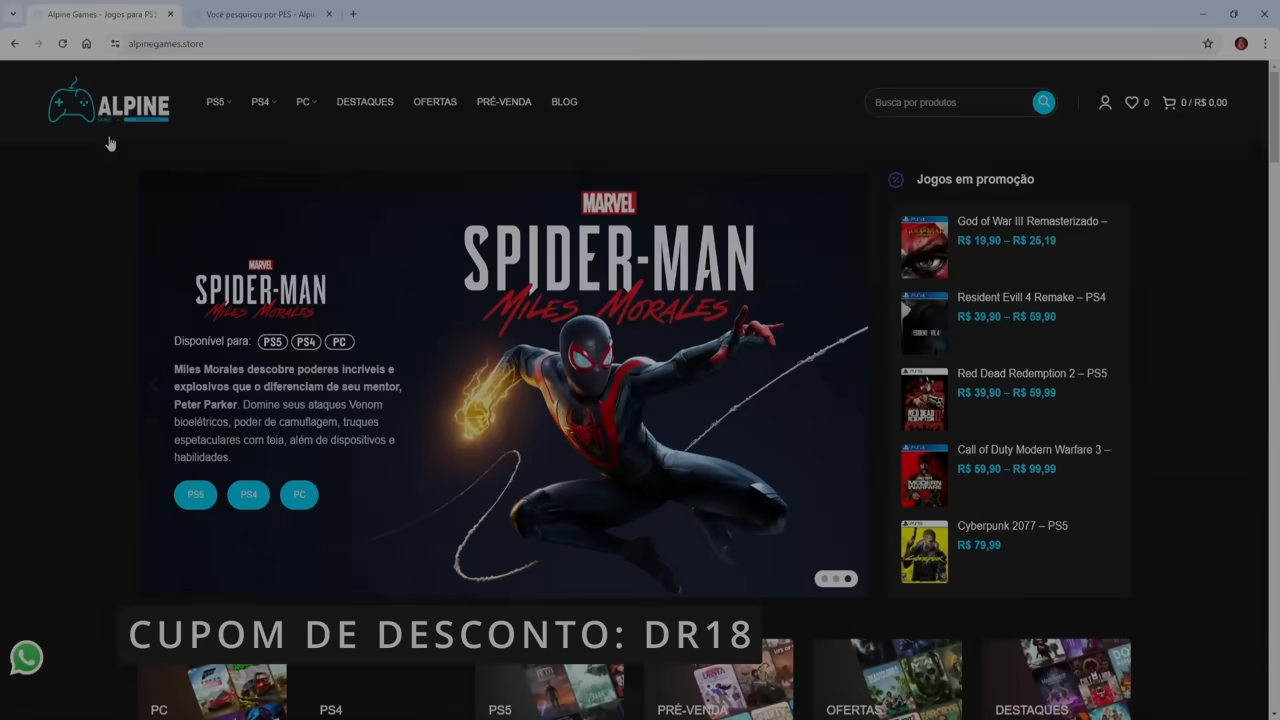 Alpine Games - Jogos para PS5
Você pesquisou por PES - Alpi
alpinegames.store
ALPINE
PS5
PS4
PC
DESTAQUES
OFERTAS
PRÉ-VENDA
BLOG
Busca por produtos
0
0 / R$ 0,00
MARVEL
SPIDER-MAN
MILES MORALES
MARVEL
SPIDER-MAN
MILES MORALES
Disponível para: PS5 PS4 PC
Miles Morales descobre poderes incríveis e
explosivos que o diferenciam de seu mentor,
Peter Parker. Domine seus ataques Venom
bioelétricos, poder de camuflagem, truques
espetaculares com teia, além de dispositivos e
habilidades.
PS5
PS4
PC
Jogos em promoção
God of War III Remasterizado –
R$ 19,90 – R$ 25,19
Resident Evill 4 Remake – PS4
R$ 39,90 – R$ 59,90
Red Dead Redemption 2 – PS5
R$ 39,90 – R$ 59,99
Call of Duty Modern Warfare 3 –
R$ 59,90 – R$ 99,99
Cyberpunk 2077 – PS5
R$ 79,99
CUPOM DE DESCONTO: DR18
PC
PS4
PS5
PRÉ-VENDA
OFERTAS
DESTAQUES